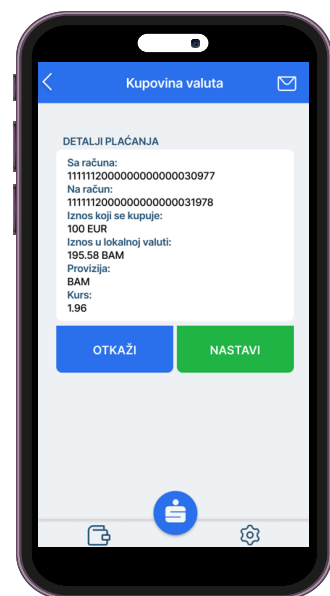 Kupovina valuta
DETALJI PLAĆANJA
Sa računa:
1111112000000000000030977
Na račun:
1111112000000000000031978
Iznos koji se kupuje:
100 EUR
Iznos u lokalnoj valuti:
195.58 BAM
Provizija:
BAM
Kurs:
1.96
OTKAŽI
NASTAVI